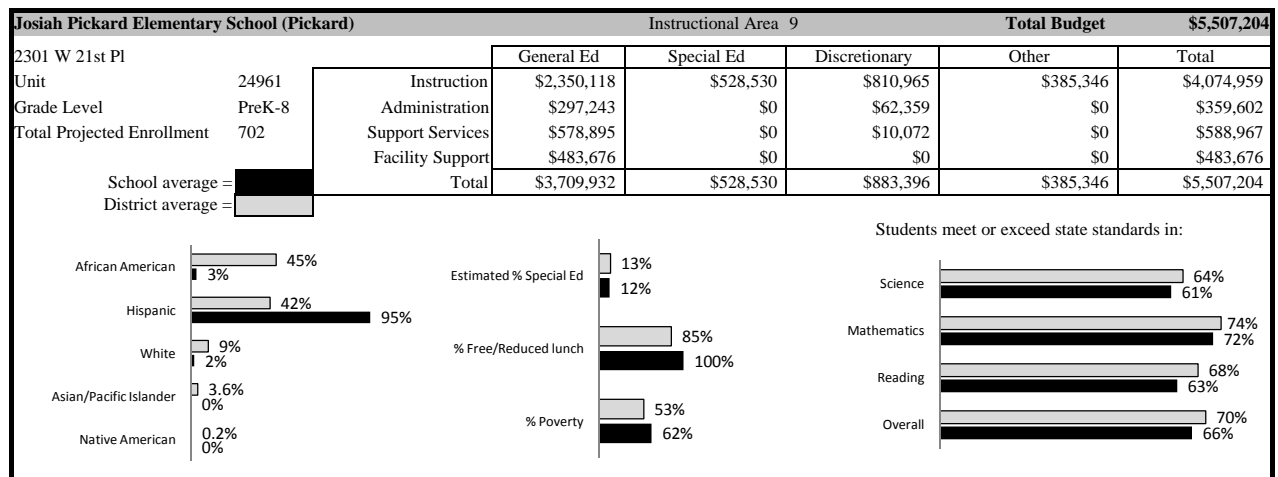 Josiah Pickard Elementary School (Pickard) Instructional Area 9 Total Budget $5,507,204
2301 W 21st Pl General Ed Special Ed Discretionary Other Total
Unit 24961 Instruction $2,350,118 $528,530 $810,965 $385,346 $4,074,959
Grade Level PreK-8 Administration $297,243 $0 $62,359 $0 $359,602
Total Projected Enrollment 702 Support Services $578,895 $0 $10,072 $0 $588,967
Facility Support $483,676 $0 $0 $0 $483,676
School average = Total $3,709,932 $528,530 $883,396 $385,346 $5,507,204
District average =
African American 45%
3%
Hispanic 42%
95%
White 9%
2%
Asian/Pacific Islander 3.6%
0%
Native American 0.2%
0%
Estimated % Special Ed 13%
12%
% Free/Reduced lunch 85%
100%
% Poverty 53%
62%
Students meet or exceed state standards in:
Science 64%
61%
Mathematics 74%
72%
Reading 68%
63%
Overall 70%
66%